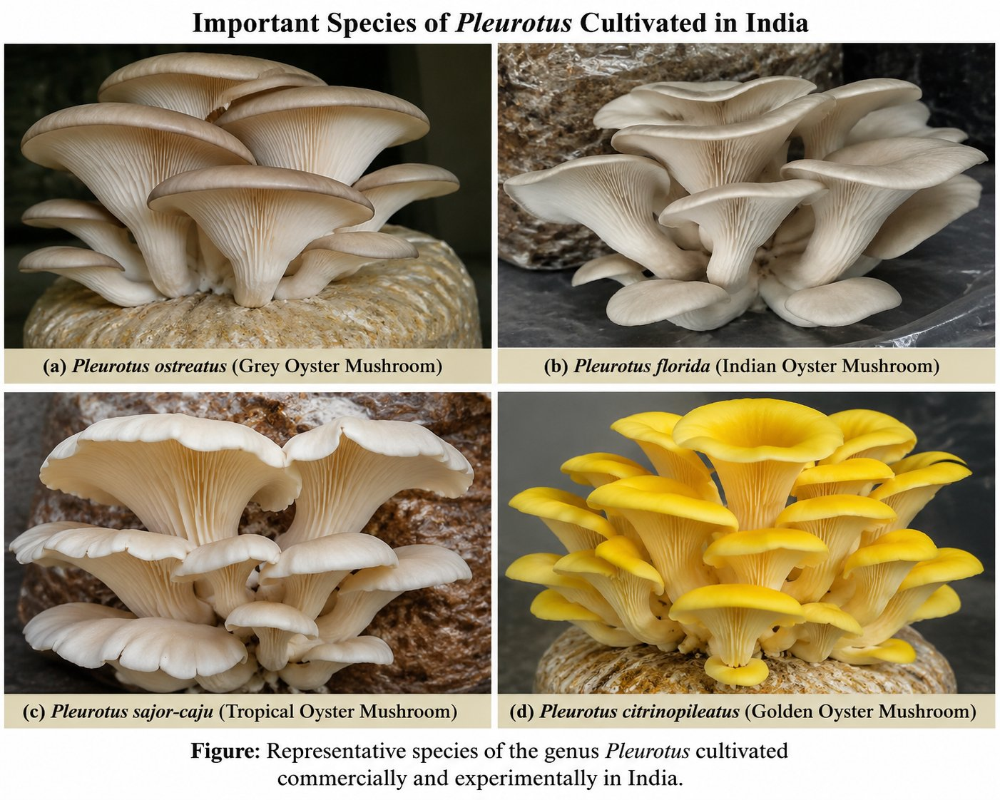 Important Species of Pleurotus Cultivated in India
(a) Pleurotus ostreatus (Grey Oyster Mushroom)
(b) Pleurotus florida (Indian Oyster Mushroom)
(c) Pleurotus sajor-caju (Tropical Oyster Mushroom)
(d) Pleurotus citrinopileatus (Golden Oyster Mushroom)
Figure: Representative species of the genus Pleurotus cultivated
commercially and experimentally in India.